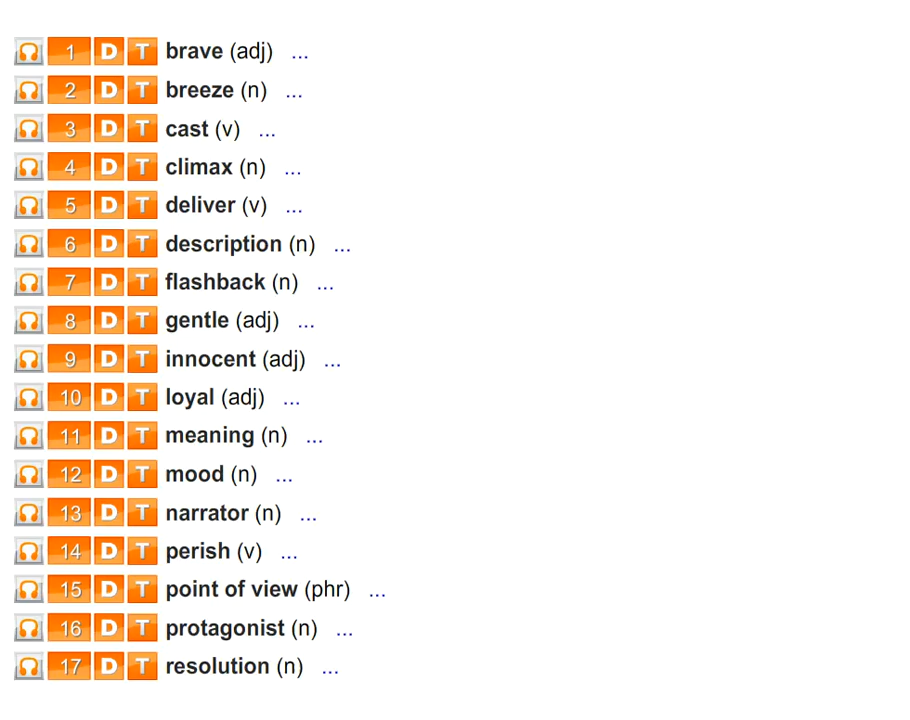 1 D T brave (adj) ...
2 D T breeze (n) ...
3 D T cast (v) ...
4 D T climax (n) ...
5 D T deliver (v) ...
6 D T description (n) ...
7 D T flashback (n) ...
8 D T gentle (adj) ...
9 D T innocent (adj) ...
10 D T loyal (adj) ...
11 D T meaning (n) ...
12 D T mood (n) ...
13 D T narrator (n) ...
14 D T perish (v) ...
15 D T point of view (phr) ...
16 D T protagonist (n) ...
17 D T resolution (n) ...